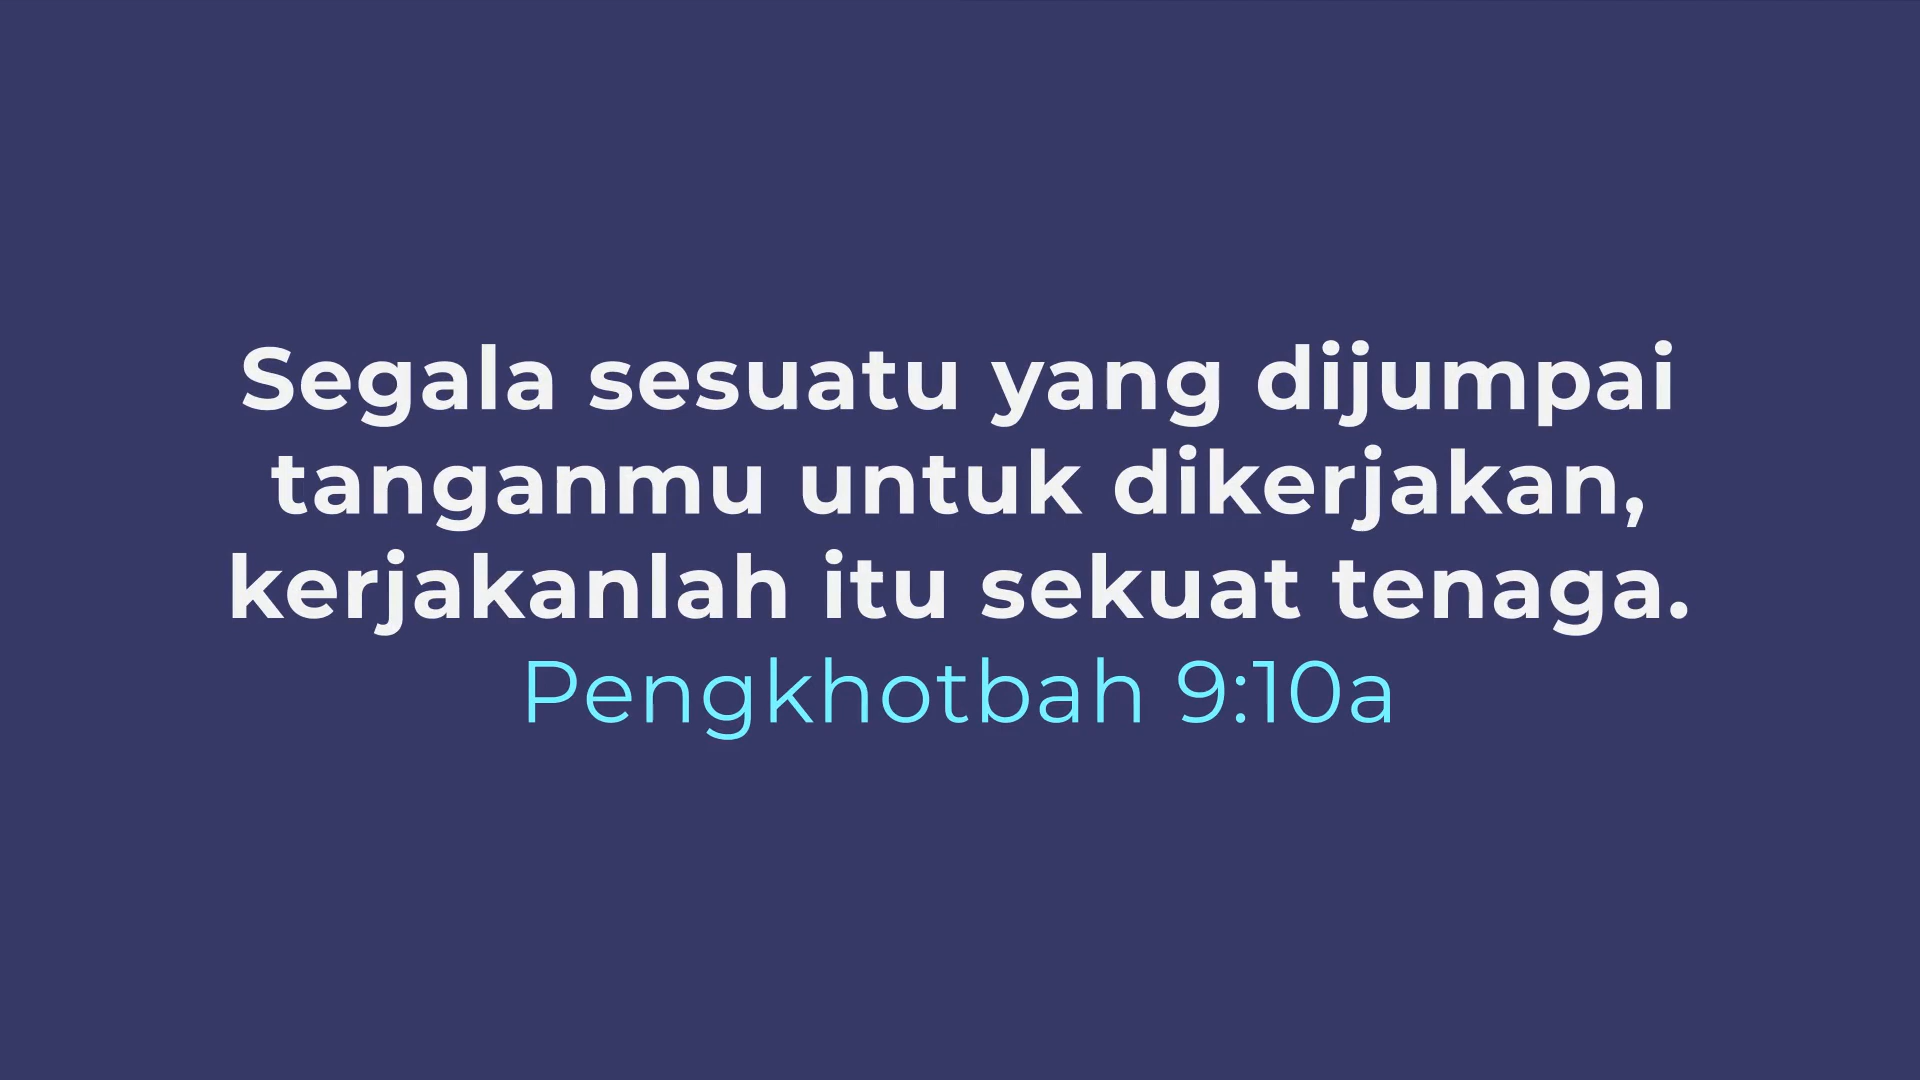 Segala sesuatu yang dijumpai
tanganmu untuk dikerjakan,
kerjakanlah itu sekuat tenaga.
Pengkhotbah 9:10a